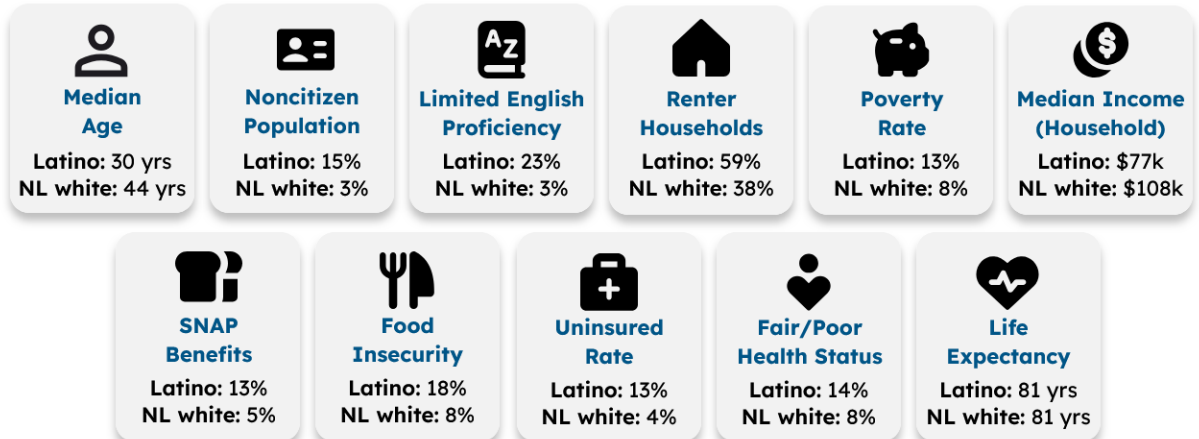 AZ
Median
Age
Latino: 30 yrs
NL white: 44 yrs
Noncitizen
Population
Latino: 15%
NL white: 3%
Limited English
Proficiency
Latino: 23%
NL white: 3%
Renter
Households
Latino: 59%
NL white: 38%
Poverty
Rate
Latino: 13%
NL white: 8%
$
Median Income
(Household)
Latino: $77k
NL white: $108k
SNAP
Benefits
Latino: 13%
NL white: 5%
Food
Insecurity
Latino: 18%
NL white: 8%
Uninsured
Rate
Latino: 13%
NL white: 4%
Fair/Poor
Health Status
Latino: 14%
NL white: 8%
Life
Expectancy
Latino: 81 yrs
NL white: 81 yrs